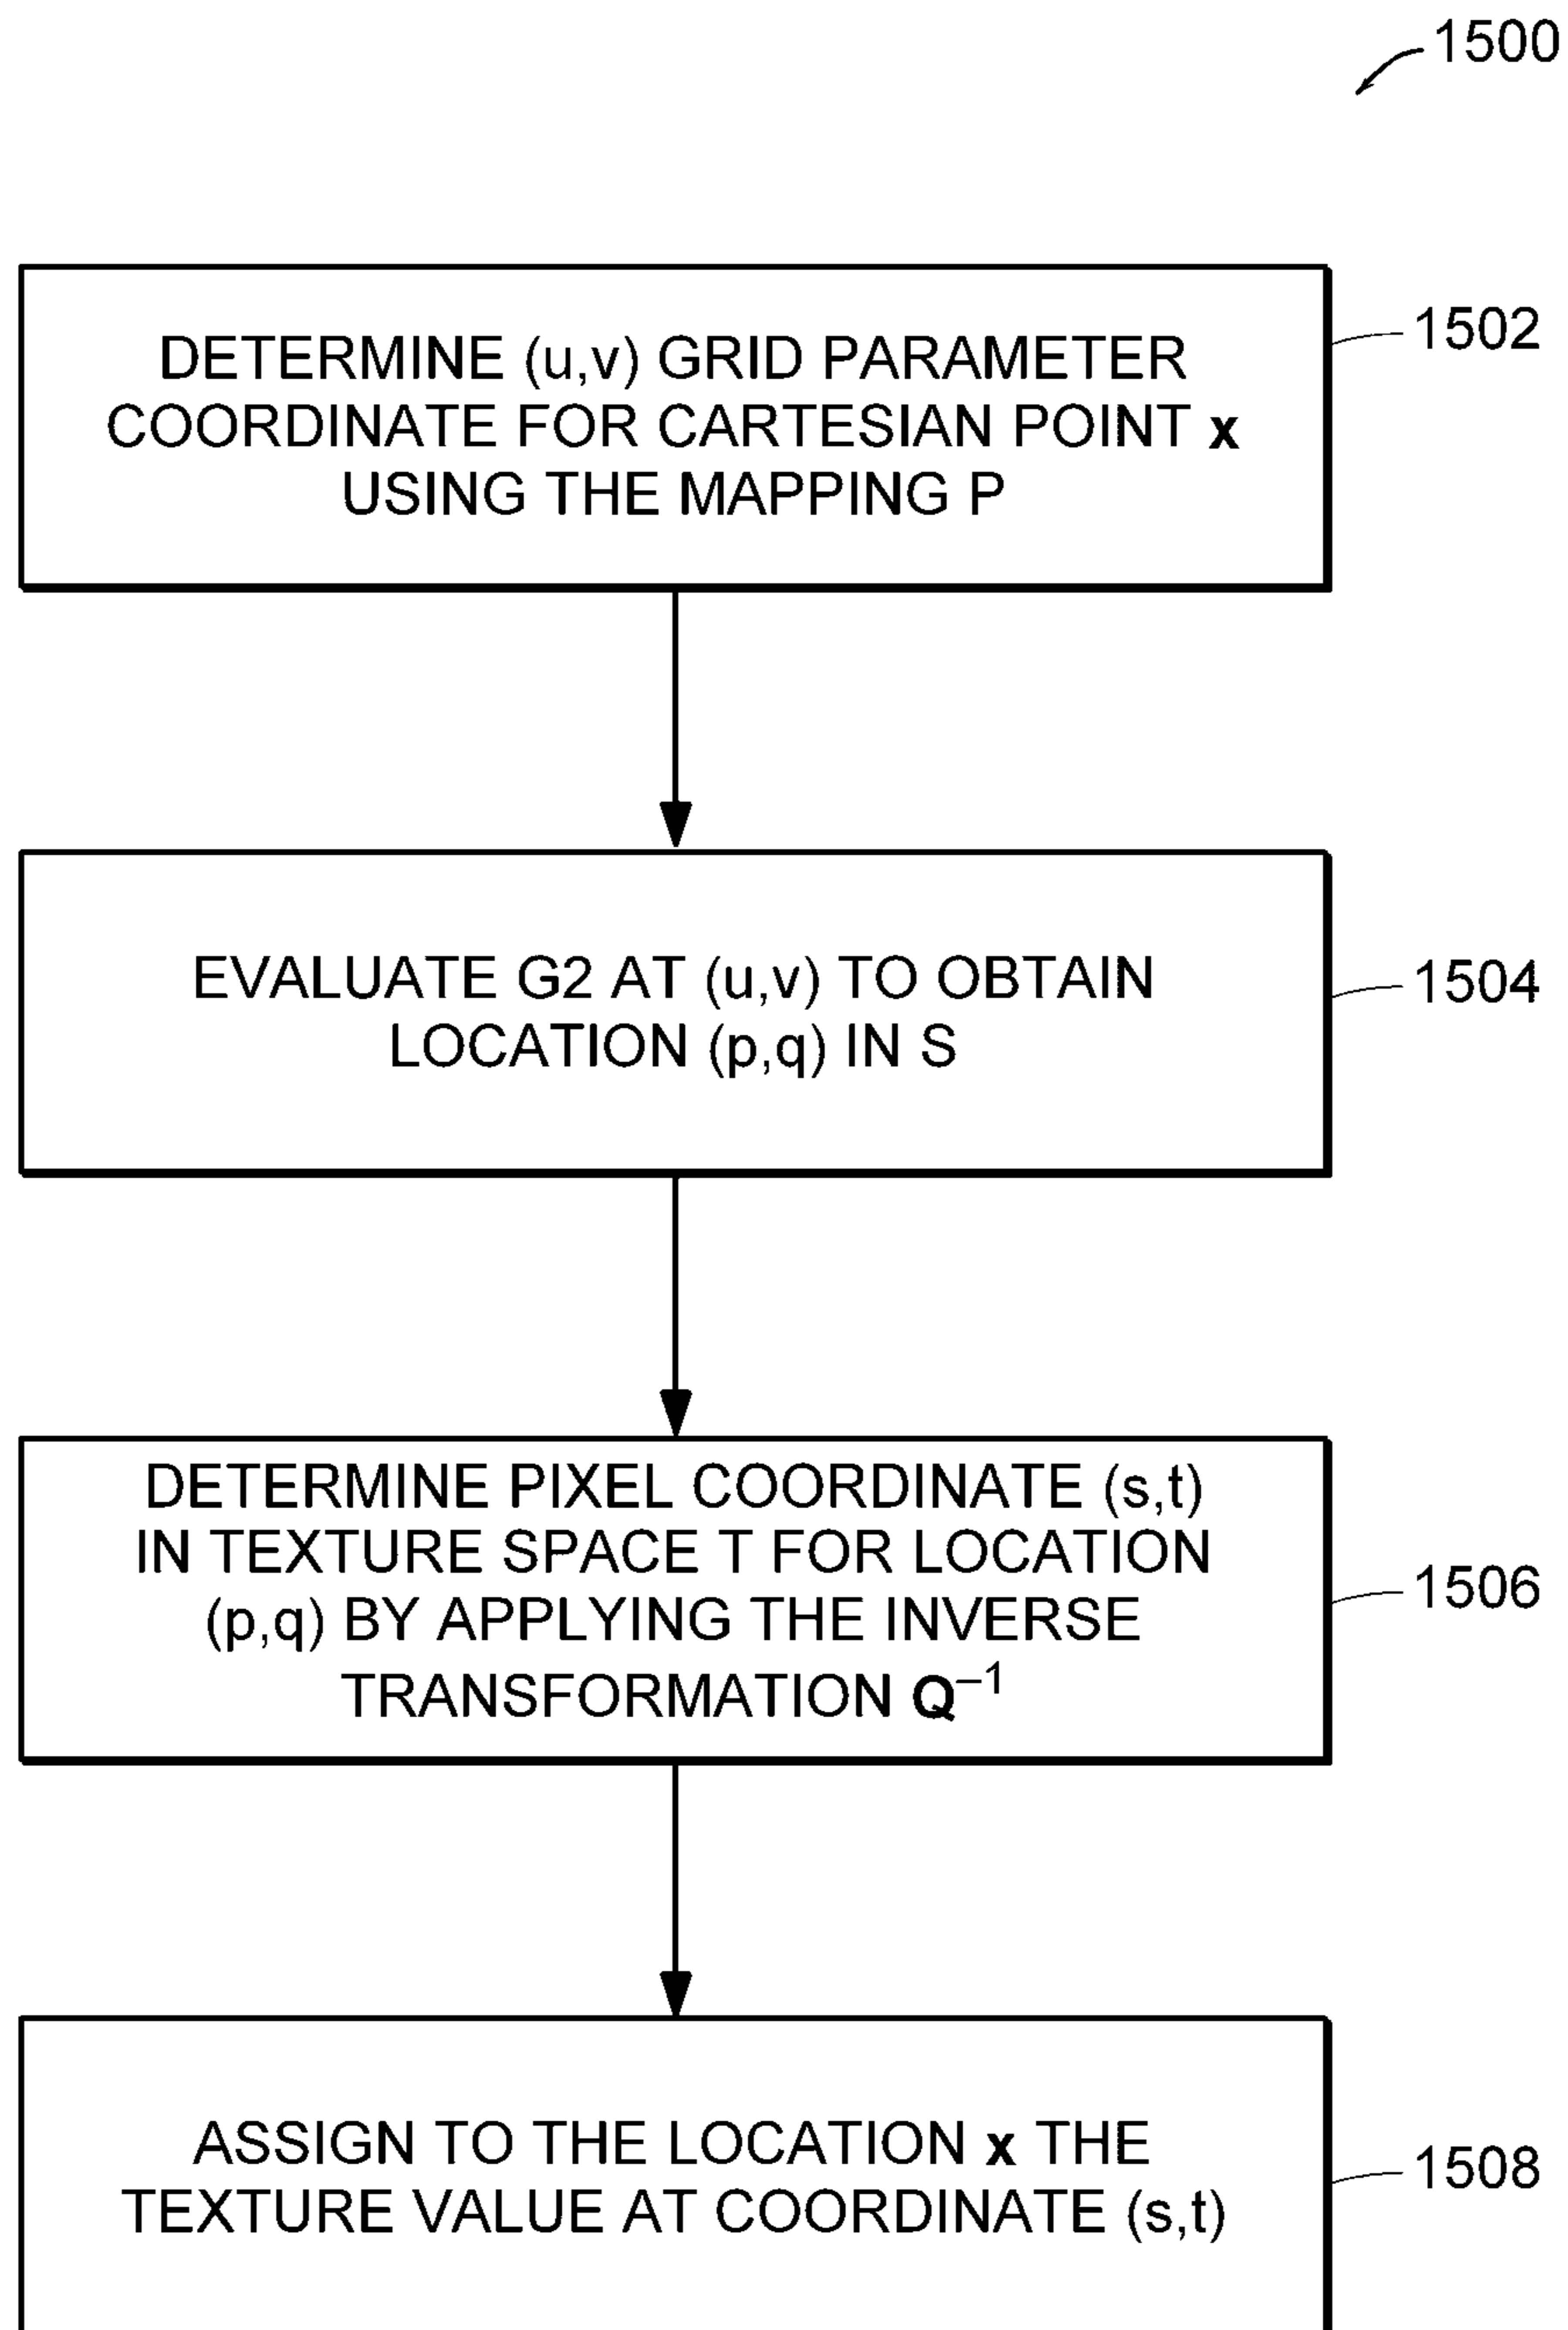 1500
DETERMINE (u,v) GRID PARAMETER
COORDINATE FOR CARTESIAN POINT x
USING THE MAPPING P
1502
EVALUATE G2 AT (u,v) TO OBTAIN
LOCATION (p,q) IN S
1504
DETERMINE PIXEL COORDINATE (s,t)
IN TEXTURE SPACE T FOR LOCATION
(p,q) BY APPLYING THE INVERSE
TRANSFORMATION Q⁻¹
1506
ASSIGN TO THE LOCATION x THE
TEXTURE VALUE AT COORDINATE (s,t)
1508